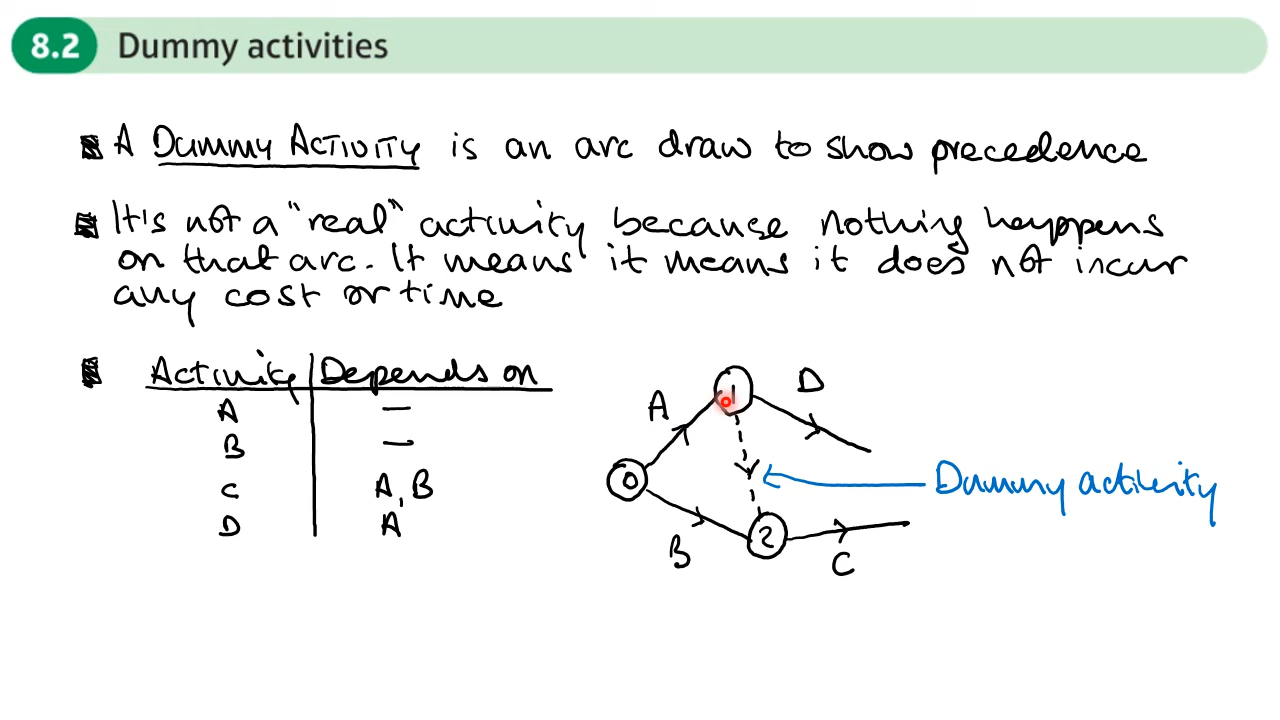 8.2 Dummy activities
A DUMMY ACTIVITY is an arc draw to show precedence
It's not a "real" activity because nothing happens
on that arc. It means it means it does not incur
any cost or time
Activity Depends on
A —
B —
C A, B
D A
0
A
1
D
B
2
C
Dummy activity